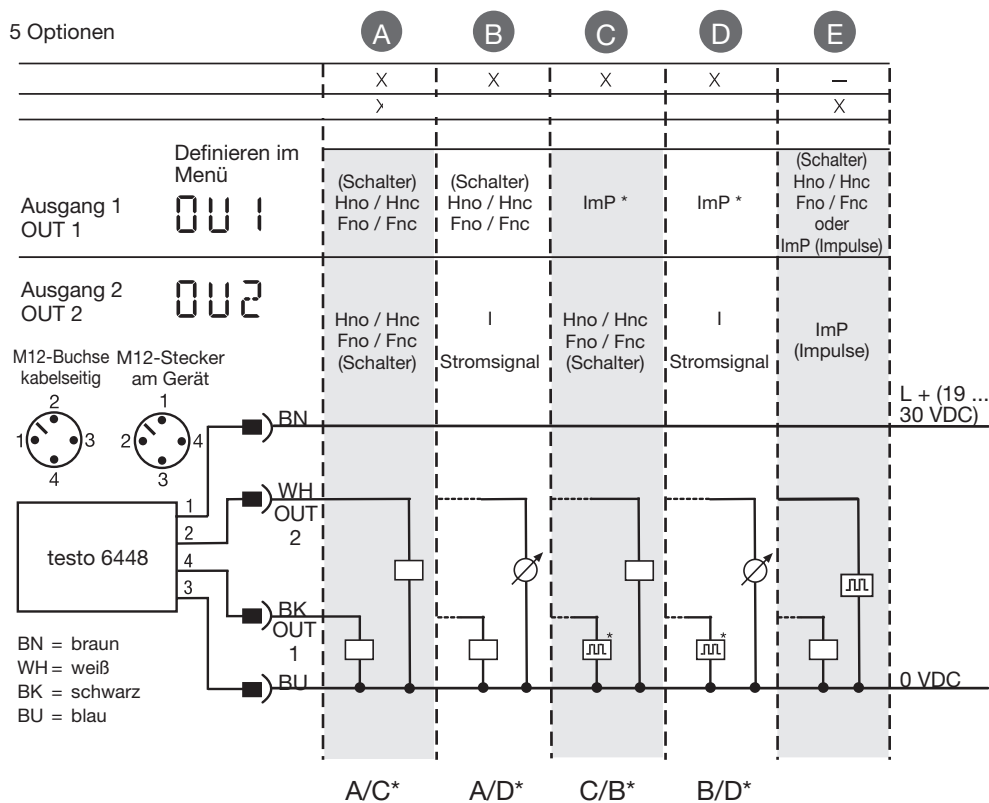 5 Optionen
A B C D E
X X X X –
X X
Definieren im
Menü
Ausgang 1
OUT 1
OU1
(Schalter)
Hno / Hnc
Fno / Fnc
(Schalter)
Hno / Hnc
Fno / Fnc
ImP *
ImP *
(Schalter)
Hno / Hnc
Fno / Fnc
oder
ImP (Impulse)
Ausgang 2
OUT 2
OU2
Hno / Hnc
Fno / Fnc
(Schalter)
I
Stromsignal
Hno / Hnc
Fno / Fnc
(Schalter)
I
Stromsignal
ImP
(Impulse)
M12-Buchse
kabelseitig
M12-Stecker
am Gerät
2
1 3
4
1
2 4
3
L + (19 ...
30 VDC)
BN
WH
OUT
2
BK
OUT
1
BU
0 VDC
testo 6448
1
2
4
3
*
*
BN = braun
WH = weiß
BK = schwarz
BU = blau
A/C* A/D* C/B* B/D*